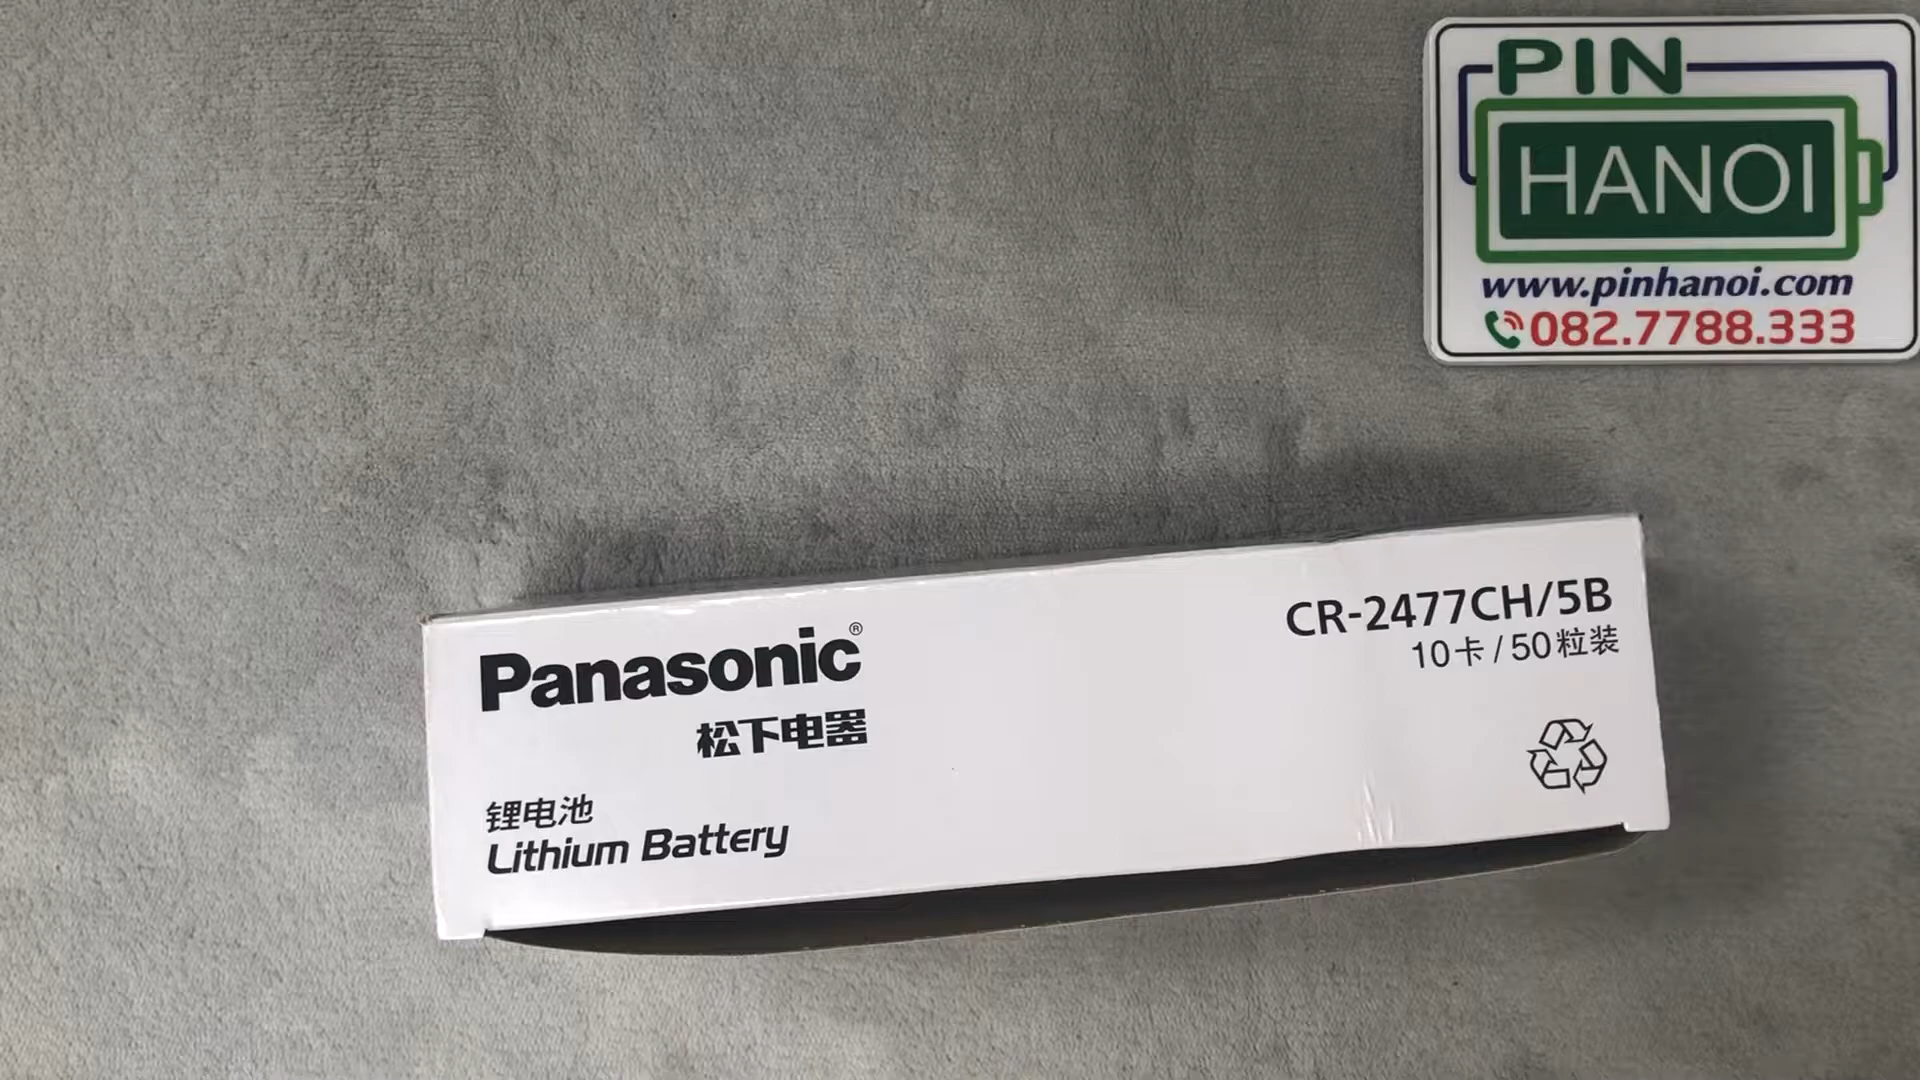 PIN
HANOI
www.pinhanoi.com
082.7788.333
Panasonic®
松下电器
锂电池
Lithium Battery
CR-2477CH/5B
10卡/50粒装